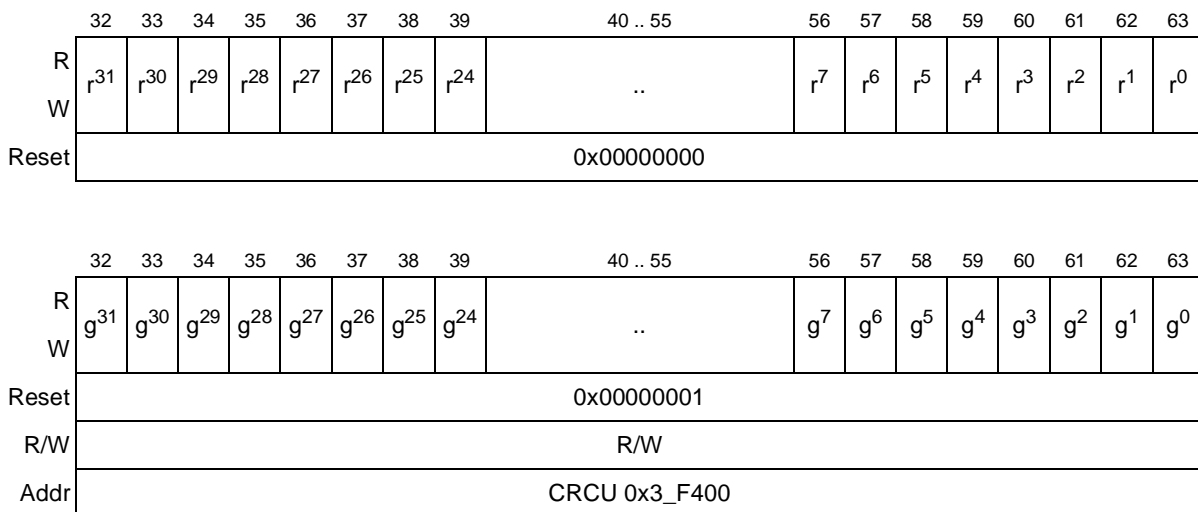 32 33 34 35 36 37 38 39 40 .. 55 56 57 58 59 60 61 62 63
R
r31 r30 r29 r28 r27 r26 r25 r24 .. r7 r6 r5 r4 r3 r2 r1 r0
W
Reset 0x00000000
32 33 34 35 36 37 38 39 40 .. 55 56 57 58 59 60 61 62 63
R
g31 g30 g29 g28 g27 g26 g25 g24 .. g7 g6 g5 g4 g3 g2 g1 g0
W
Reset 0x00000001
R/W R/W
Addr CRCU 0x3_F400